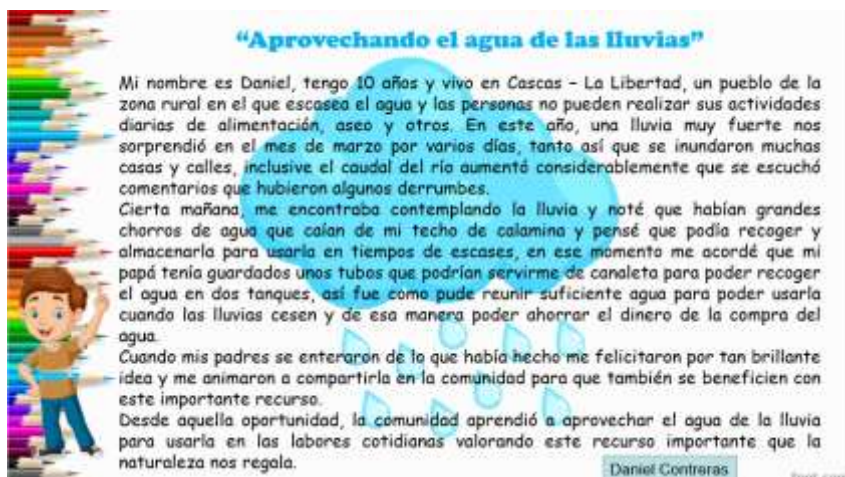 “Aprovechando el agua de las lluvias”
Mi nombre es Daniel, tengo 10 años y vivo en Cascas – La Libertad, un pueblo de la
zona rural en el que escasea el agua y las personas no pueden realizar sus actividades
diarias de alimentación, aseo y otros. En este año, una lluvia muy fuerte nos
sorprendió en el mes de marzo por varios días, tanto así que se inundaron muchas
casas y calles, inclusive el caudal del río aumentó considerablemente que se escuchó
comentarios que hubieron algunos derrumbes.
Cierta mañana, me encontraba contemplando la lluvia y noté que habían grandes
chorros de agua que caían de mi techo de calamina y pensé que podía recoger y
almacenarla para usarla en tiempos de escases, en ese momento me acordé que mi
papá tenía guardados unos tubos que podrían servirme de canaleta para poder recoger
el agua en dos tanques, así fue como pude reunir suficiente agua para poder usarla
cuando las lluvias cesen y de esa manera poder ahorrar el dinero de la compra del
agua.
Cuando mis padres se enteraron de lo que había hecho me felicitaron por tan brillante
idea y me animaron a compartirla en la comunidad para que también se beneficien con
este importante recurso.
Desde aquella oportunidad, la comunidad aprendió a aprovechar el agua de la lluvia
para usarla en las labores cotidianas valorando este recurso importante que la
naturaleza nos regala.
Daniel Contreras